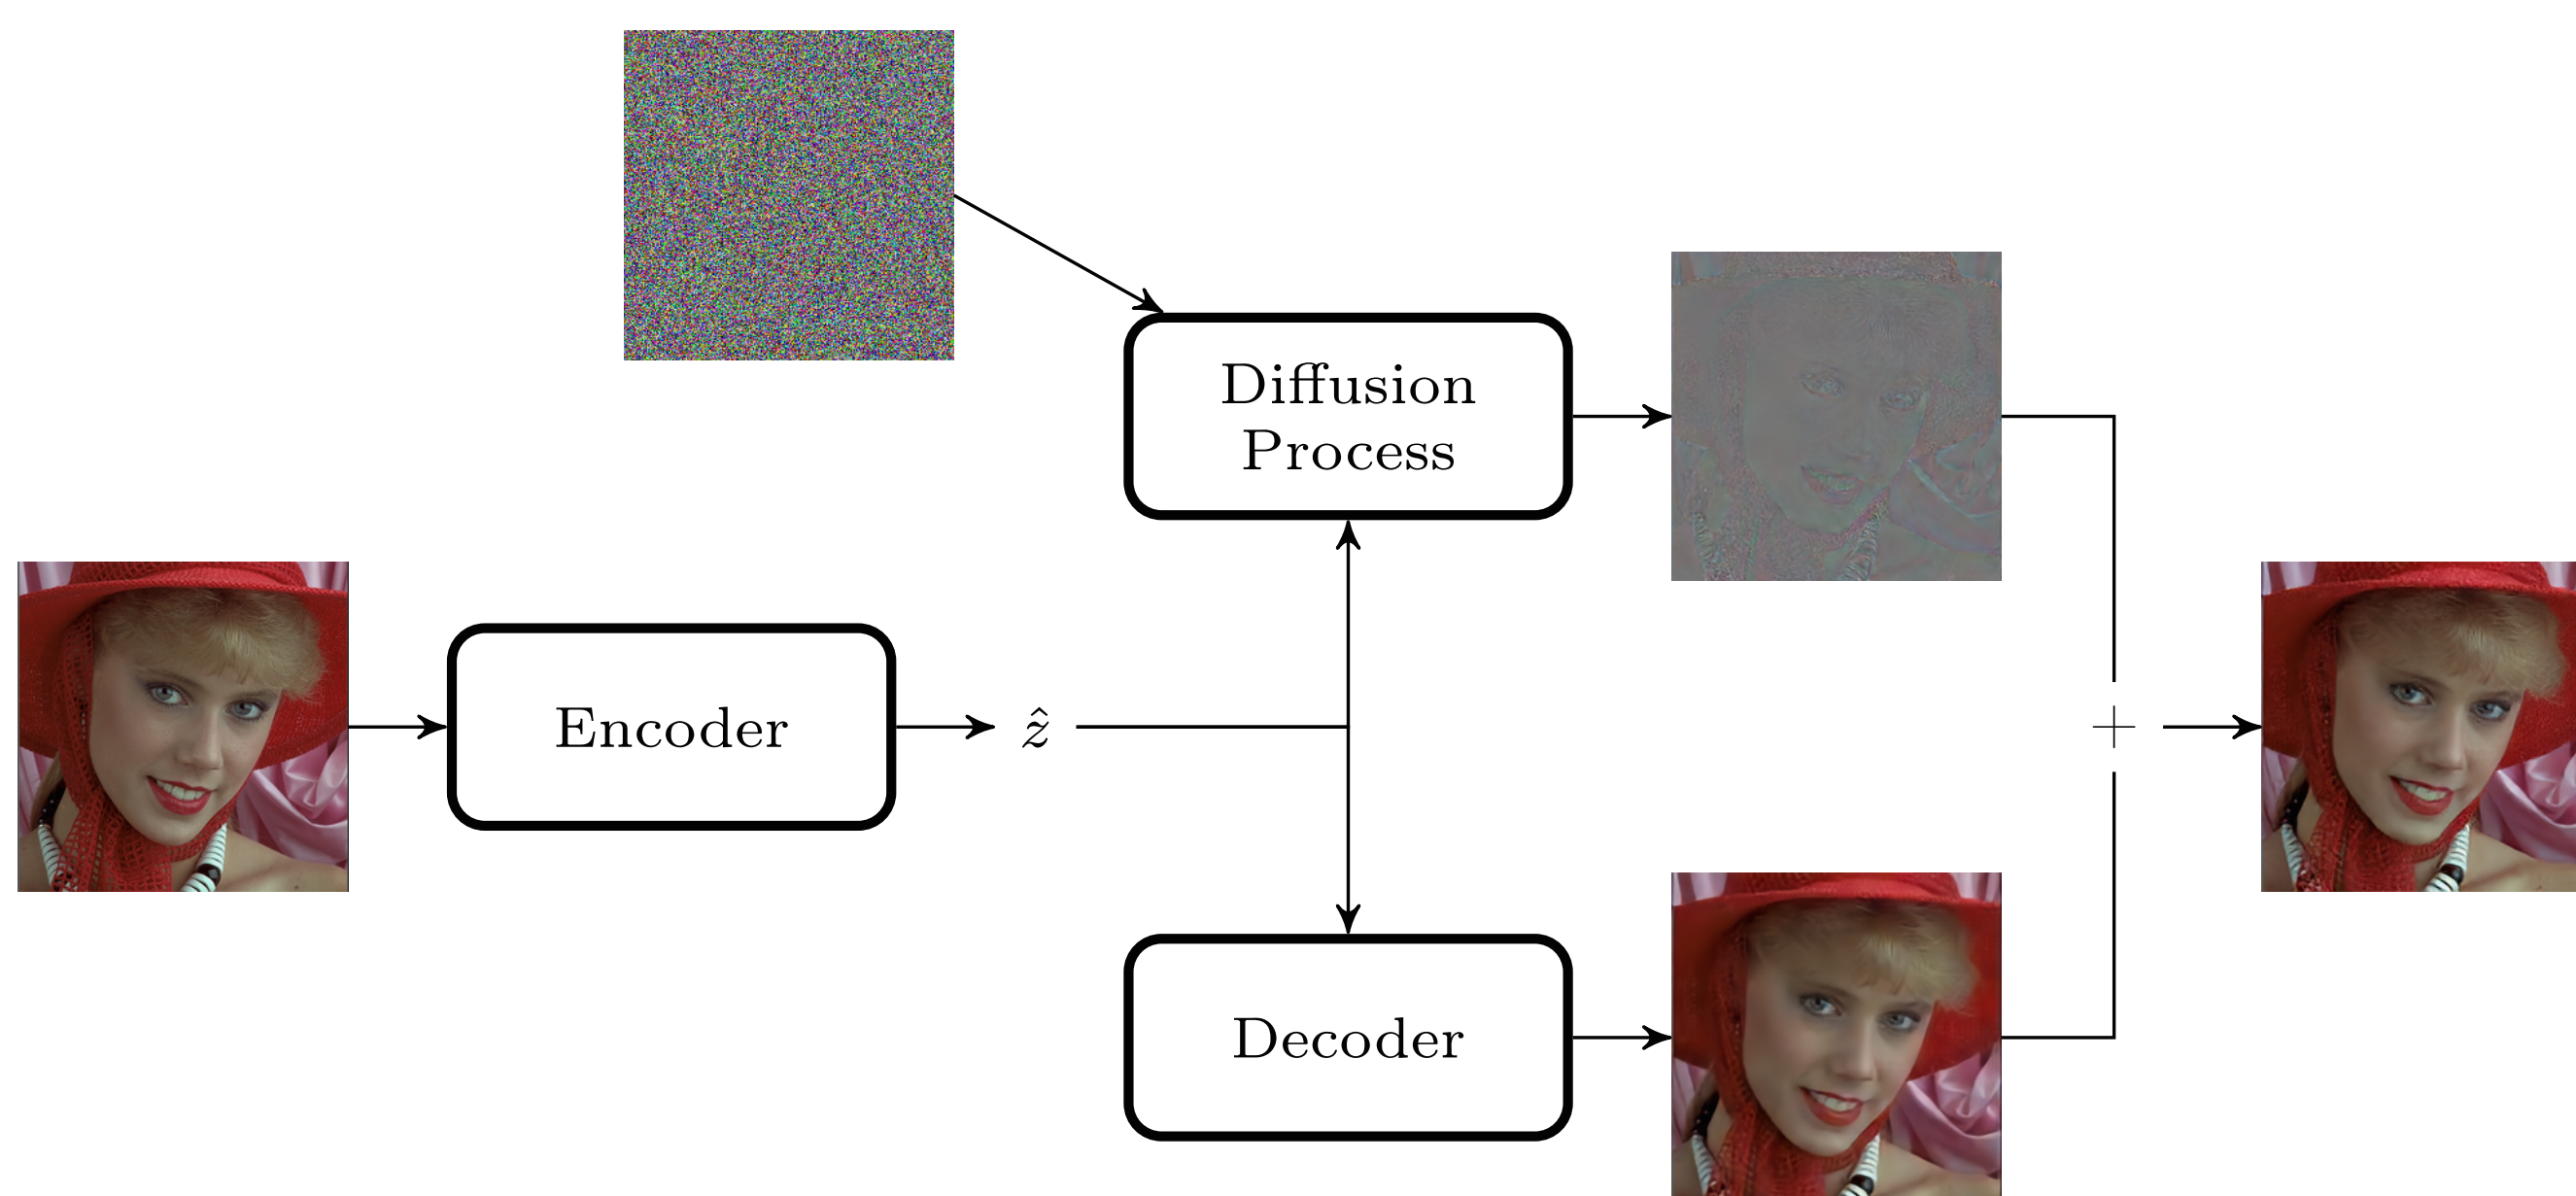 Diffusion
Process
Encoder
ẑ
+
Decoder